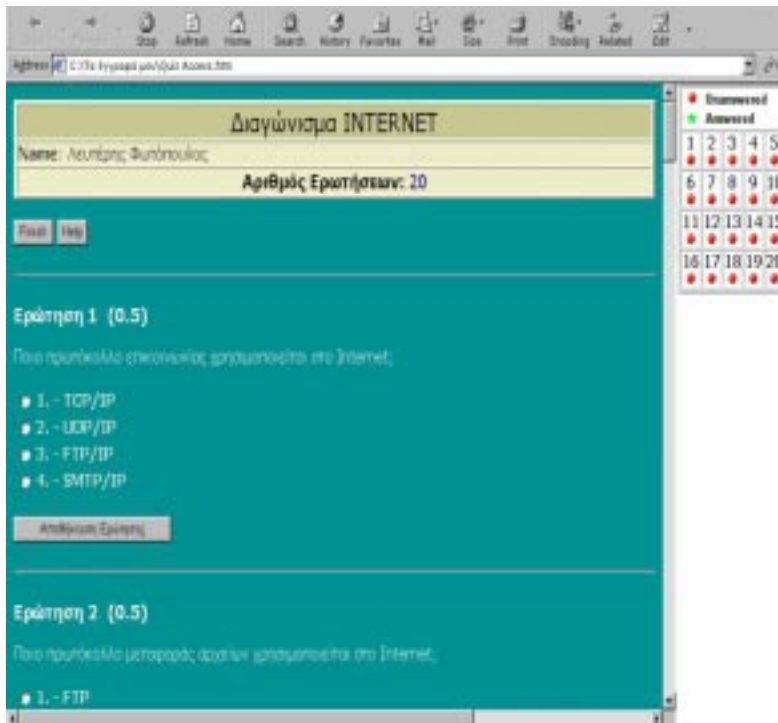 Stop Refresh Home Search History Favorites Mail Size Print Encoding Related Edit
Address
Διαγώνισμα INTERNET
Name: Λευτέρης Φωτόπουλος
Αριθμός Ερωτήσεων: 20
Finish Help
Ερώτηση 1 (0.5)
Ποιο πρωτόκολλο επικοινωνίας χρησιμοποιείται στο Internet;
1. - TCP/IP
2. - UDP/IP
3. - FTP/IP
4. - SMTP/IP
Αποθήκευση Ερώτησης
Ερώτηση 2 (0.5)
Ποιο πρωτόκολλο μεταφοράς αρχείων χρησιμοποιείται στο Internet;
1. - FTP
Unanswered
Answered
1 2 3 4 5
6 7 8 9 10
11 12 13 14 15
16 17 18 19 20